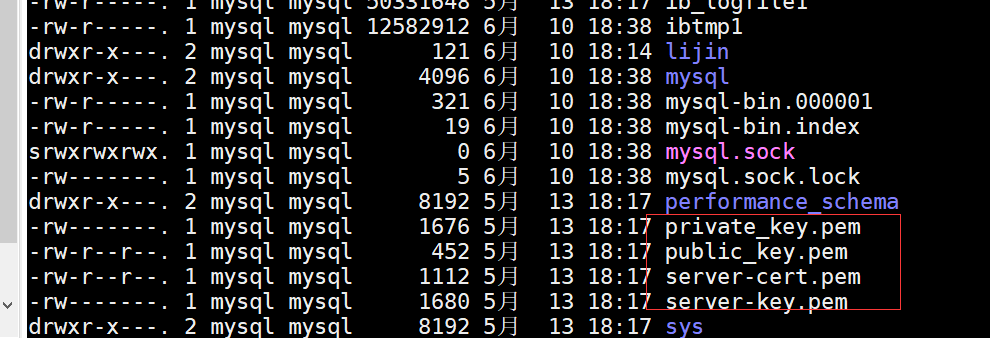 -rw-r-----. 1 mysql mysql 50331648 5月  13 18:17 ib_logfile1
-rw-r-----. 1 mysql mysql 12582912 6月  10 18:38 ibtmp1
drwxr-x---. 2 mysql mysql      121 6月  10 18:14 lijin
drwxr-x---. 2 mysql mysql     4096 6月  10 18:38 mysql
-rw-r-----. 1 mysql mysql      321 6月  10 18:38 mysql-bin.000001
-rw-r-----. 1 mysql mysql       19 6月  10 18:38 mysql-bin.index
srwxrwxrwx. 1 mysql mysql        0 6月  10 18:38 mysql.sock
-rw-------. 1 mysql mysql        5 6月  10 18:38 mysql.sock.lock
drwxr-x---. 2 mysql mysql     8192 5月  13 18:17 performance_schema
-rw-------. 1 mysql mysql     1676 5月  13 18:17 private_key.pem
-rw-r--r--. 1 mysql mysql      452 5月  13 18:17 public_key.pem
-rw-r--r--. 1 mysql mysql     1112 5月  13 18:17 server-cert.pem
-rw-------. 1 mysql mysql     1680 5月  13 18:17 server-key.pem
drwxr-x---. 2 mysql mysql     8192 5月  13 18:17 sys